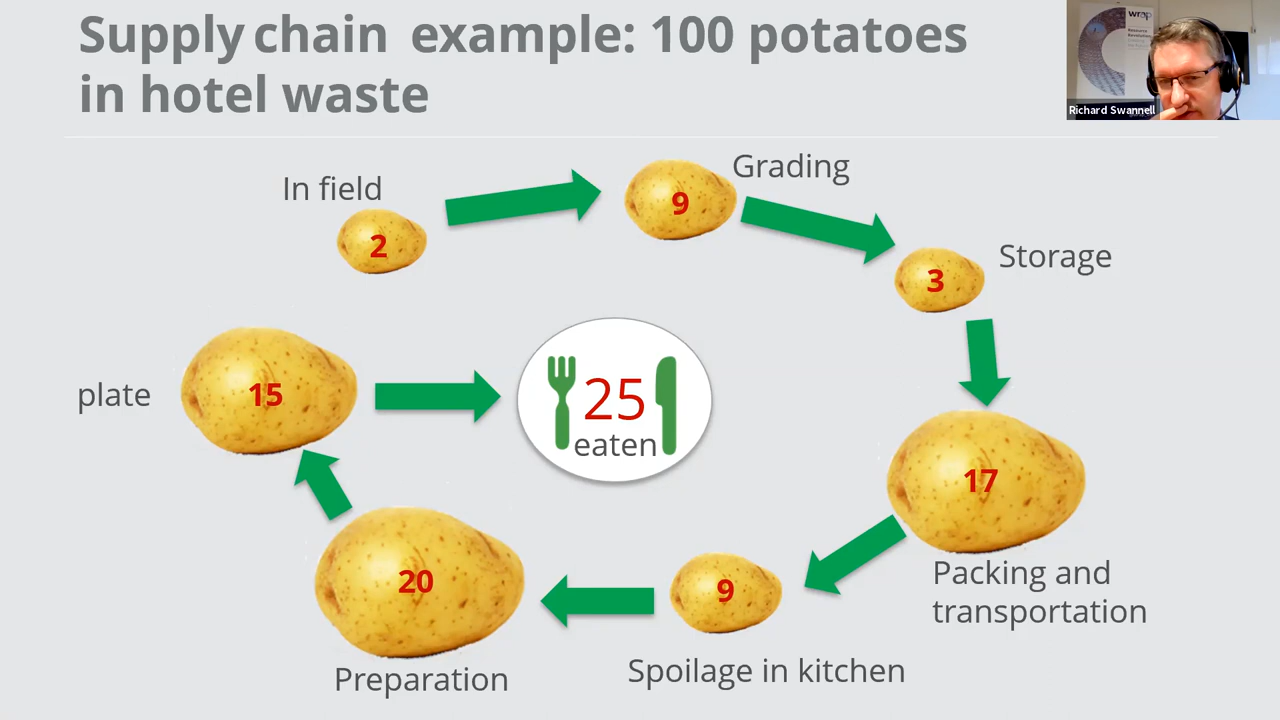 Supply chain example: 100 potatoes
in hotel waste
wrap
Richard Swannell
In field
2
9
Grading
3
Storage
17
Packing and
transportation
9
Spoilage in kitchen
20
Preparation
15
plate
25
eaten